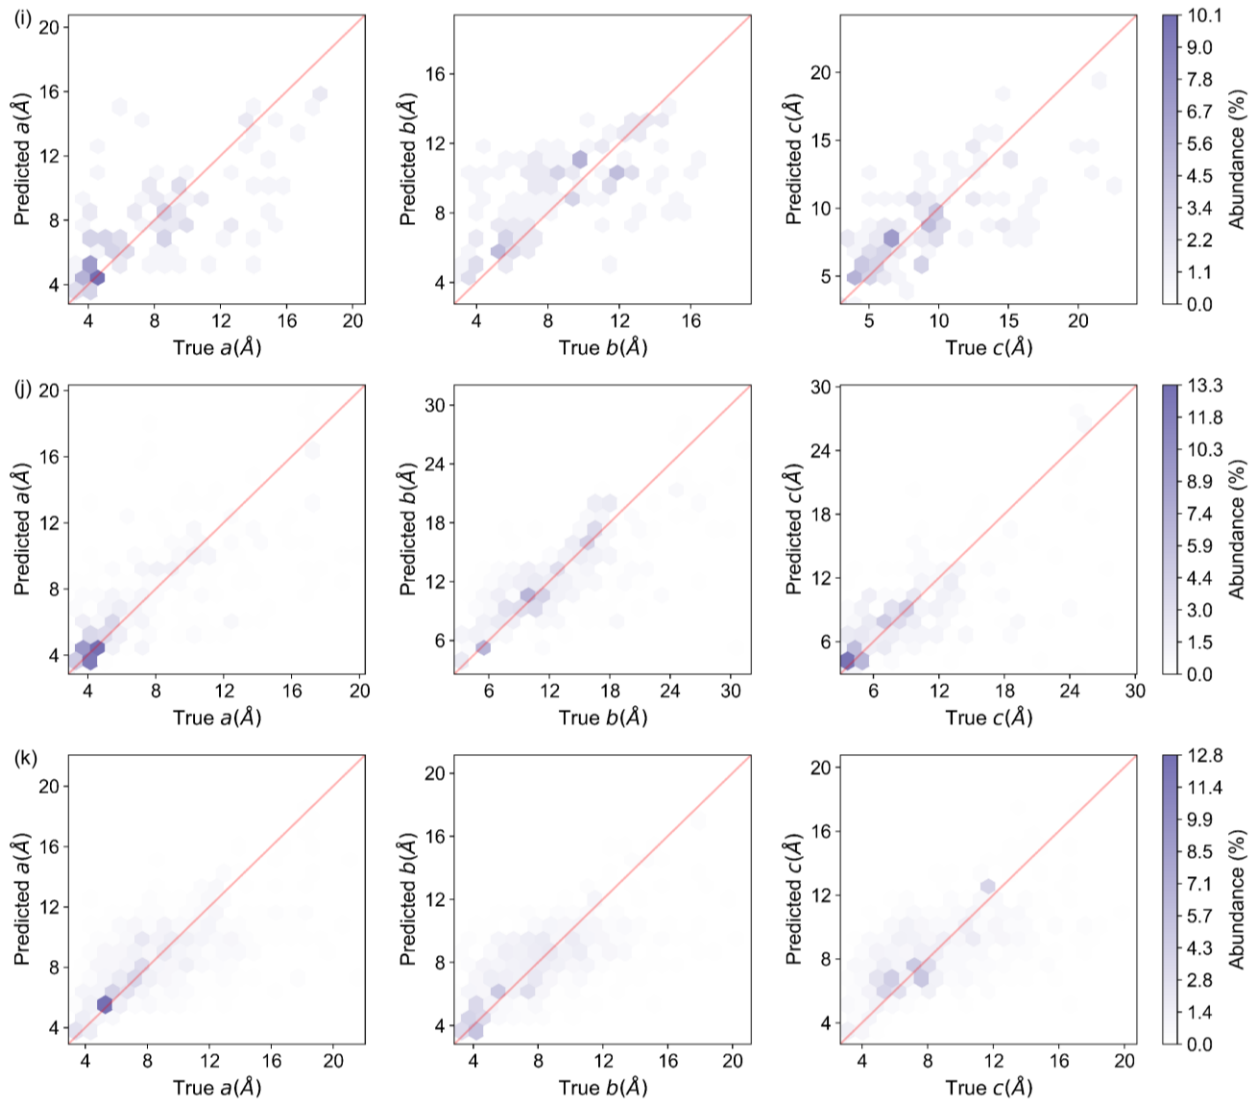 (i)
20
16
12
8
4
Predicted a(Å)
4 8 12 16 20
True a(Å)
16
12
8
4
Predicted b(Å)
4 8 12 16
True b(Å)
20
15
10
5
Predicted c(Å)
5 10 15 20
True c(Å)
10.1
9.0
7.8
6.7
5.6
4.5
3.4
2.2
1.1
0.0
Abundance (%)
(j)
20
16
12
8
4
Predicted a(Å)
4 8 12 16 20
True a(Å)
30
24
18
12
6
Predicted b(Å)
6 12 18 24 30
True b(Å)
30
24
18
12
6
Predicted c(Å)
6 12 18 24 30
True c(Å)
13.3
11.8
10.3
8.9
7.4
5.9
4.4
3.0
1.5
0.0
Abundance (%)
(k)
20
16
12
8
4
Predicted a(Å)
4 8 12 16 20
True a(Å)
20
16
12
8
4
Predicted b(Å)
4 8 12 16 20
True b(Å)
20
16
12
8
4
Predicted c(Å)
4 8 12 16 20
True c(Å)
12.8
11.4
9.9
8.5
7.1
5.7
4.3
2.8
1.4
0.0
Abundance (%)